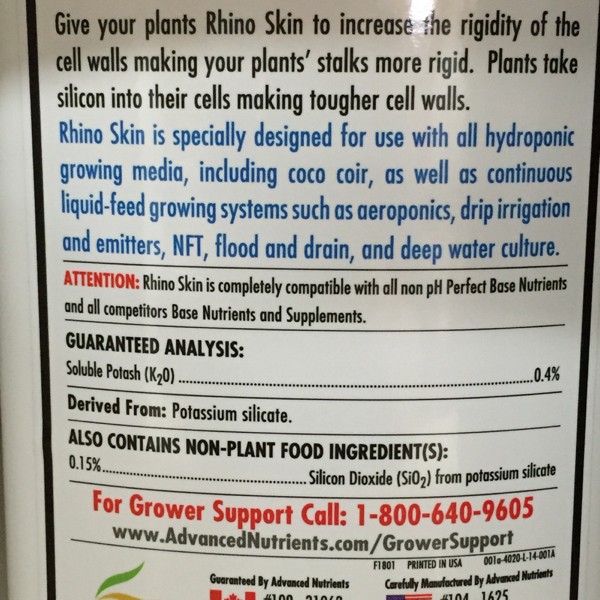 Give your plants Rhino Skin to increase the rigidity of the
cell walls making your plants' stalks more rigid. Plants take
silicon into their cells making tougher cell walls.
Rhino Skin is specially designed for use with all hydroponic
growing media, including coco coir, as well as continuous
liquid-feed growing systems such as aeroponics, drip irrigation
and emitters, NFT, flood and drain, and deep water culture.
ATTENTION: Rhino Skin is completely compatible with all non pH Perfect Base Nutrients
and all competitors Base Nutrients and Supplements.
GUARANTEED ANALYSIS:
Soluble Potash (K₂O) ........................................ 0.4%
Derived From: Potassium silicate.
ALSO CONTAINS NON-PLANT FOOD INGREDIENT(S):
0.15%........................ Silicon Dioxide (SiO₂) from potassium silicate
For Grower Support Call: 1-800-640-9605
www.AdvancedNutrients.com/GrowerSupport
F1801 PRINTED IN USA 001a-4020-L-14-001A
Guaranteed By Advanced Nutrients Carefully Manufactured By Advanced Nutrients